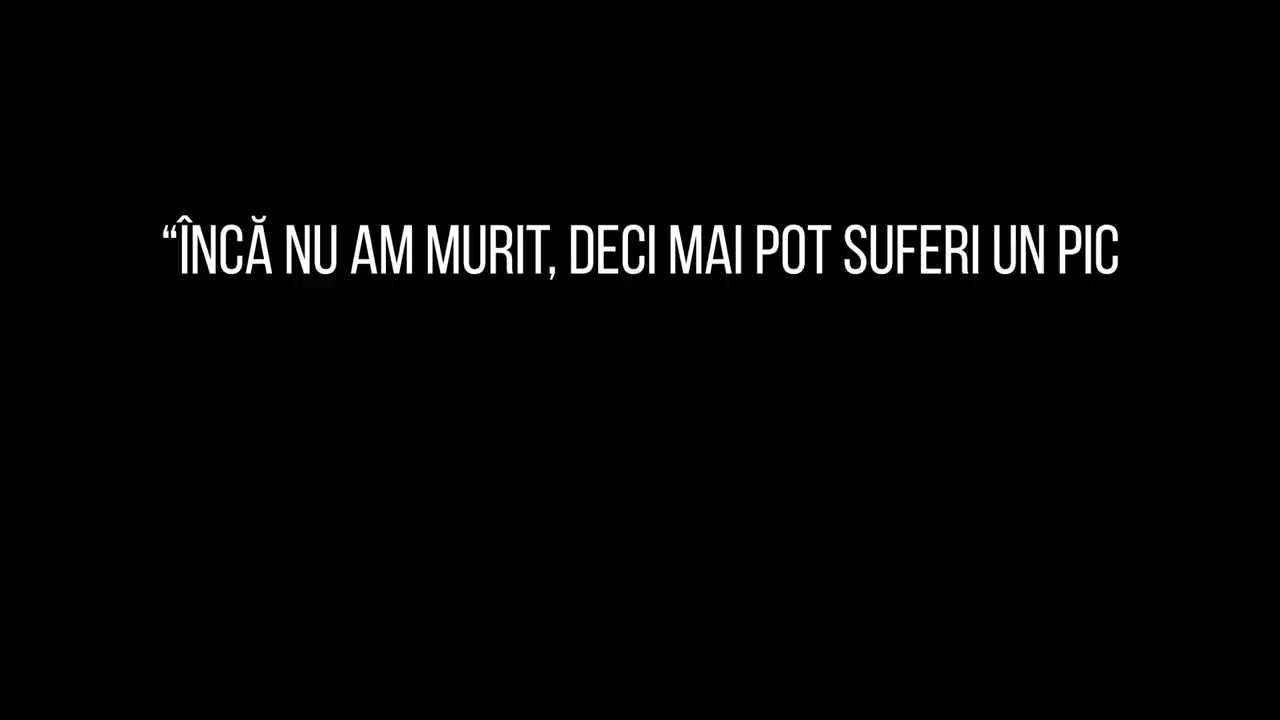 “ÎNCĂ NU AM MURIT, DECI MAI POT SUFERI UN PIC